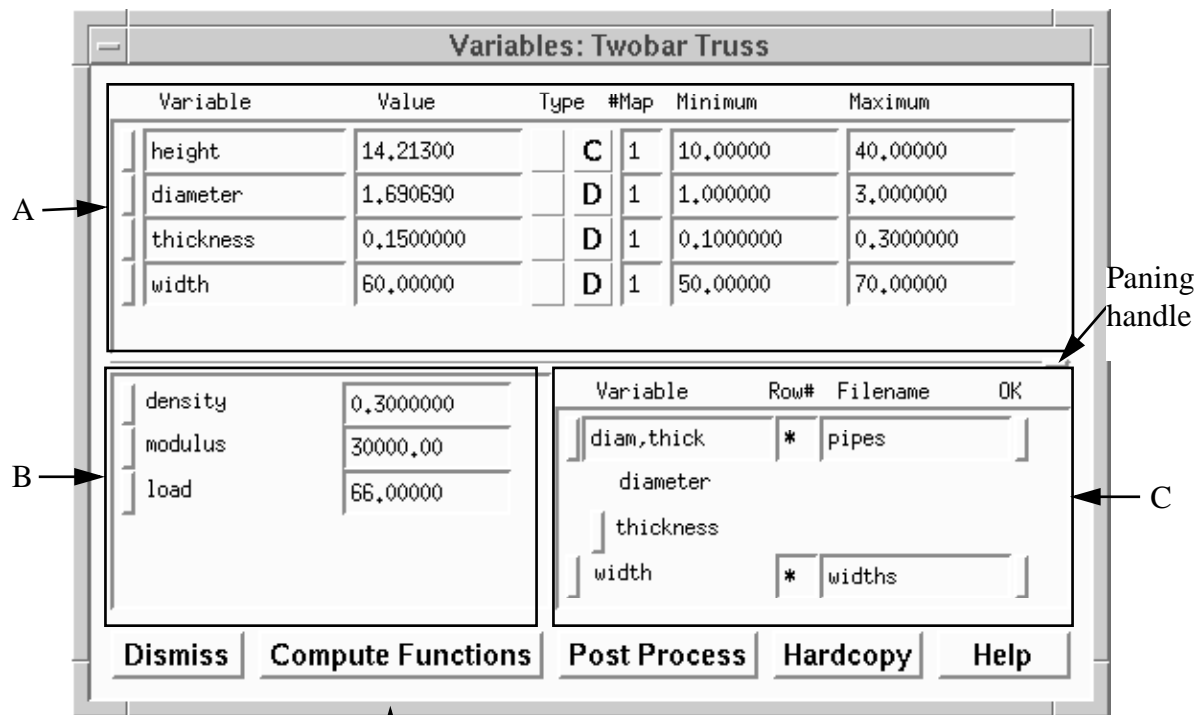 Variables: Twobar Truss
Variable Value Type #Map Minimum Maximum
height 14.21300 C 1 10.00000 40.00000
diameter 1.690690 D 1 1.000000 3.000000
A
thickness 0.1500000 D 1 0.1000000 0.3000000
width 60.00000 D 1 50.00000 70.00000
Paning
handle
density 0.3000000
modulus 30000.00
load 66.00000
B
Variable Row# Filename OK
diam,thick * pipes
diameter
thickness
width * widths
C
Dismiss Compute Functions Post Process Hardcopy Help